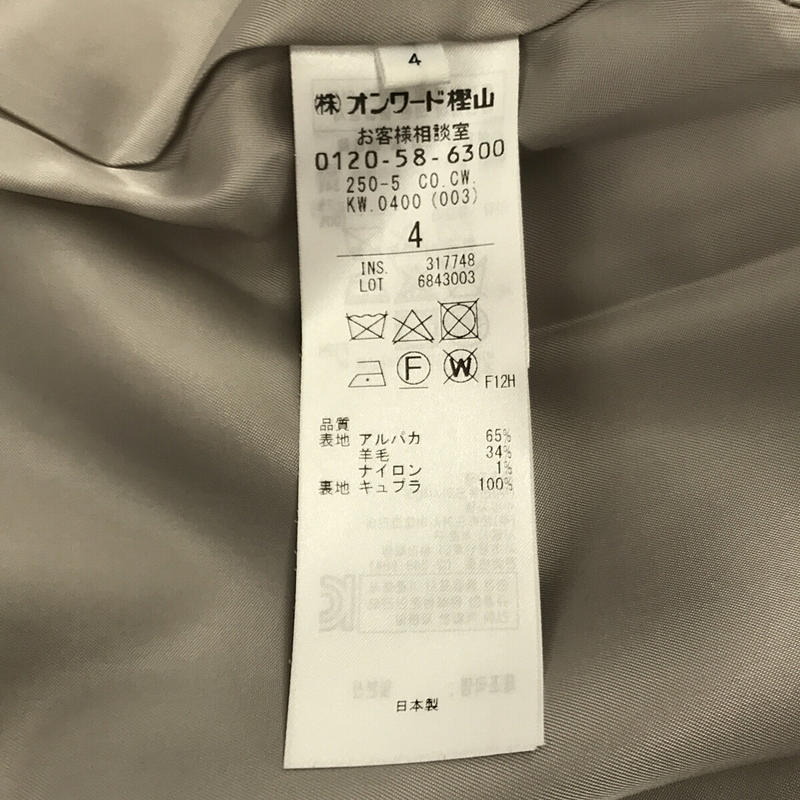 4
㈱オンワード樫山
お客様相談室
0120-58-6300
250-5 CO.CW.
KW.0400 (003)
4
INS. 317748
LOT 6843003
F W F12H
品質
表地 アルパカ 65%
羊毛 34%
ナイロン 1%
裏地 キュプラ 100%
日本製